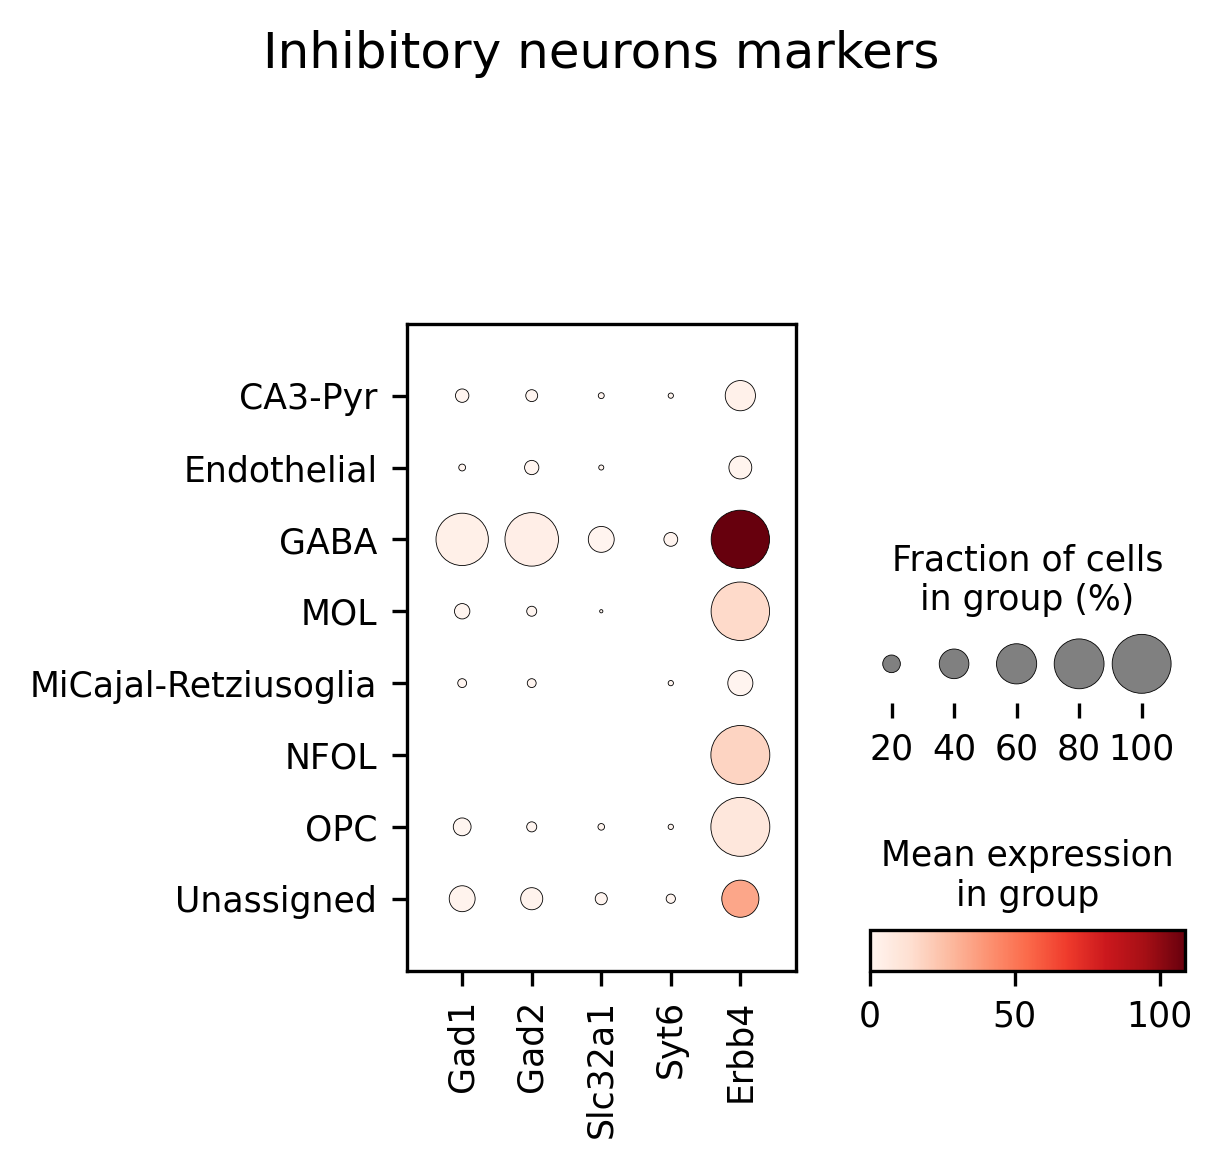 Inhibitory neurons markers
CA3-Pyr
Endothelial
GABA
MOL
MiCajal-Retziusoglia
NFOL
OPC
Unassigned
Gad1
Gad2
Slc32a1
Syt6
Erbb4
Fraction of cells
in group (%)
20 40 60 80 100
Mean expression
in group
0 50 100